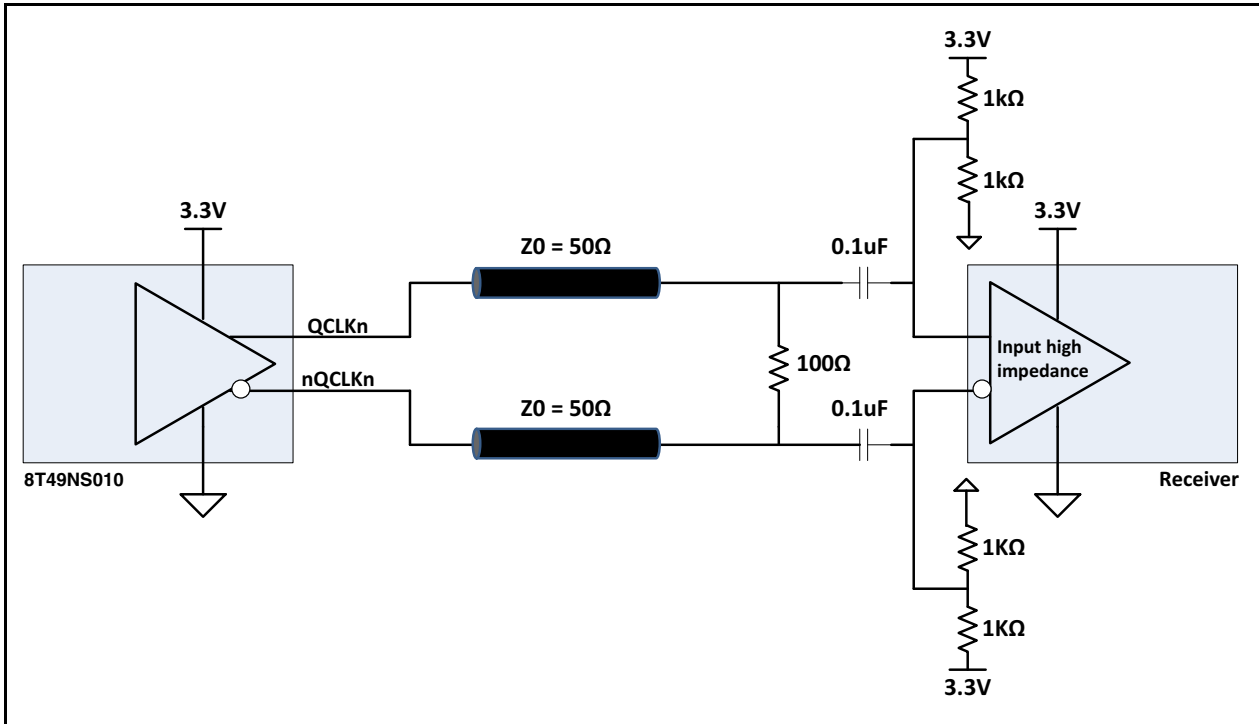 3.3V
1kΩ
1kΩ
3.3V
3.3V
Z0 = 50Ω
0.1uF
QCLKn
Input high
impedance
100Ω
nQCLKn
Z0 = 50Ω
0.1uF
8T49NS010
Receiver
1KΩ
1KΩ
3.3V